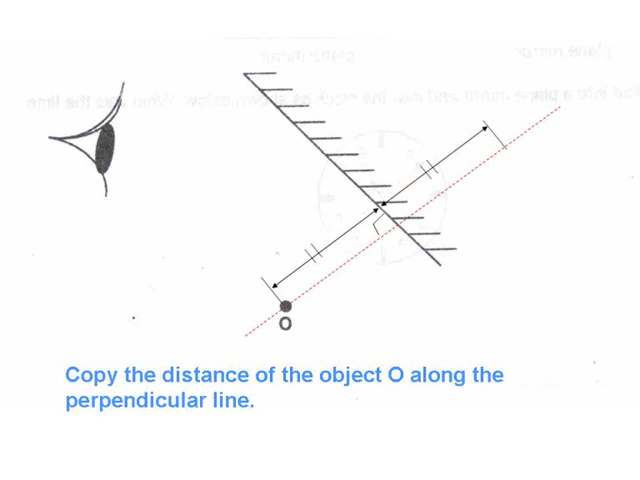 O
Copy the distance of the object O along the
perpendicular line.